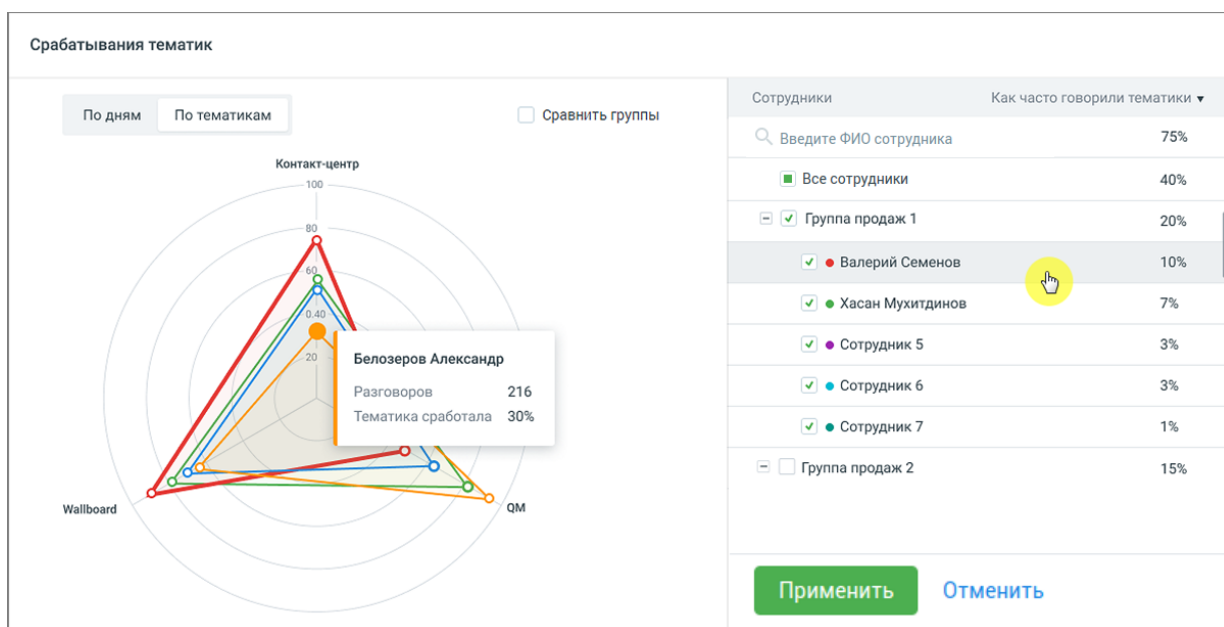 Срабатывания тематик
По дням По тематикам
Сравнить группы
Контакт-центр
100
80
60
0.40
20
Белозеров Александр
Разговоров 216
Тематика сработала 30%
Wallboard
QM
Сотрудники Как часто говорили тематики
Введите ФИО сотрудника 75%
Все сотрудники 40%
Группа продаж 1 20%
Валерий Семенов 10%
Хасан Мухитдинов 7%
Сотрудник 5 3%
Сотрудник 6 3%
Сотрудник 7 1%
Группа продаж 2 15%
Применить Отменить